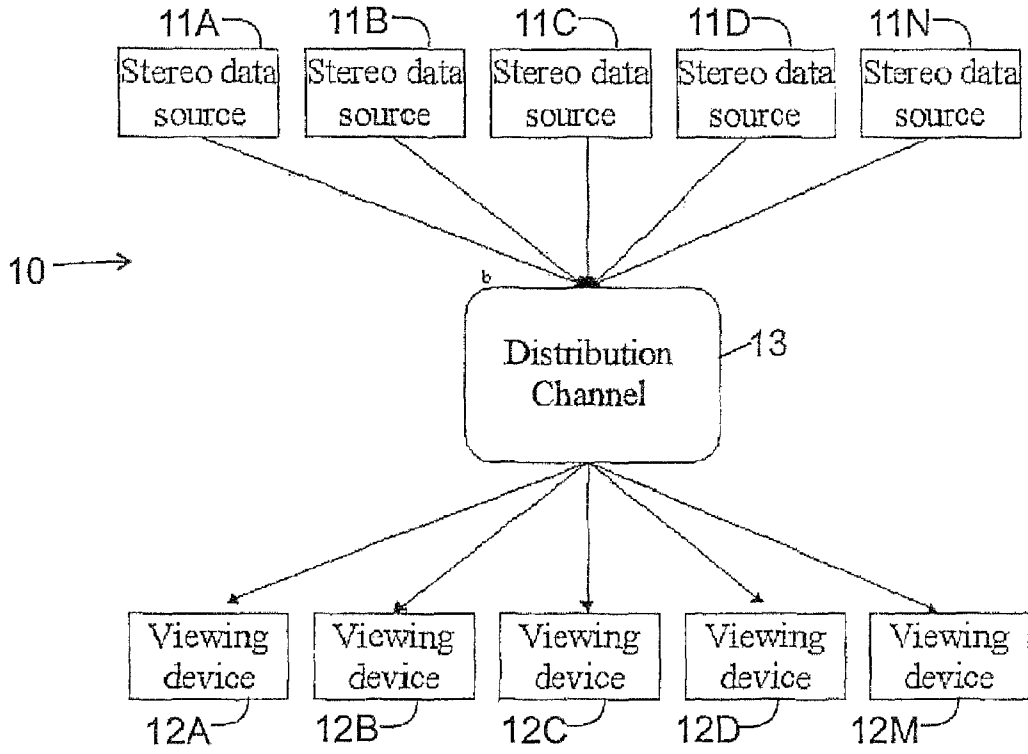 11A 11B 11C 11D 11N
Stereo data Stereo data Stereo data Stereo data Stereo data
source source source source source
10
b
Distribution
Channel
13
Viewing Viewing Viewing Viewing Viewing
device device device device device
12A 12B 12C 12D 12M